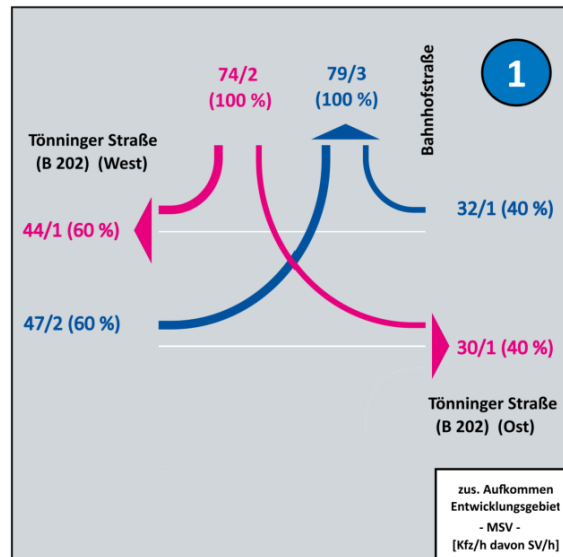 74/2
(100 %)
79/3
(100 %)
Bahnhofstraße
1
Tönninger Straße
(B 202) (West)
44/1 (60 %)
32/1 (40 %)
47/2 (60 %)
30/1 (40 %)
Tönninger Straße
(B 202) (Ost)
zus. Aufkommen
Entwicklungsgebiet
- MSV -
[Kfz/h davon SV/h]